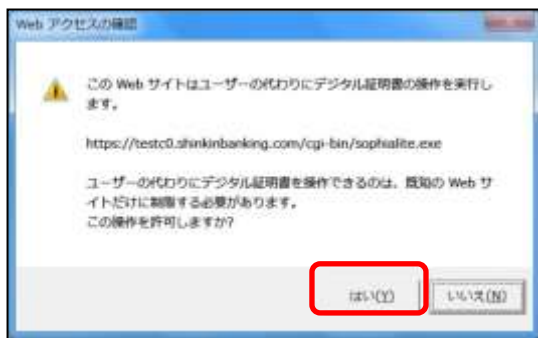 Web アクセスの確認
この Web サイトはユーザーの代わりにデジタル証明書の操作を実行し
ます。
https://testc0.shinkinbanking.com/cgi-bin/sophialite.exe
ユーザーの代わりにデジタル証明書を操作できるのは、既知の Web サ
イトだけに制限する必要があります。
この操作を許可しますか?
はい(Y)
いいえ(N)